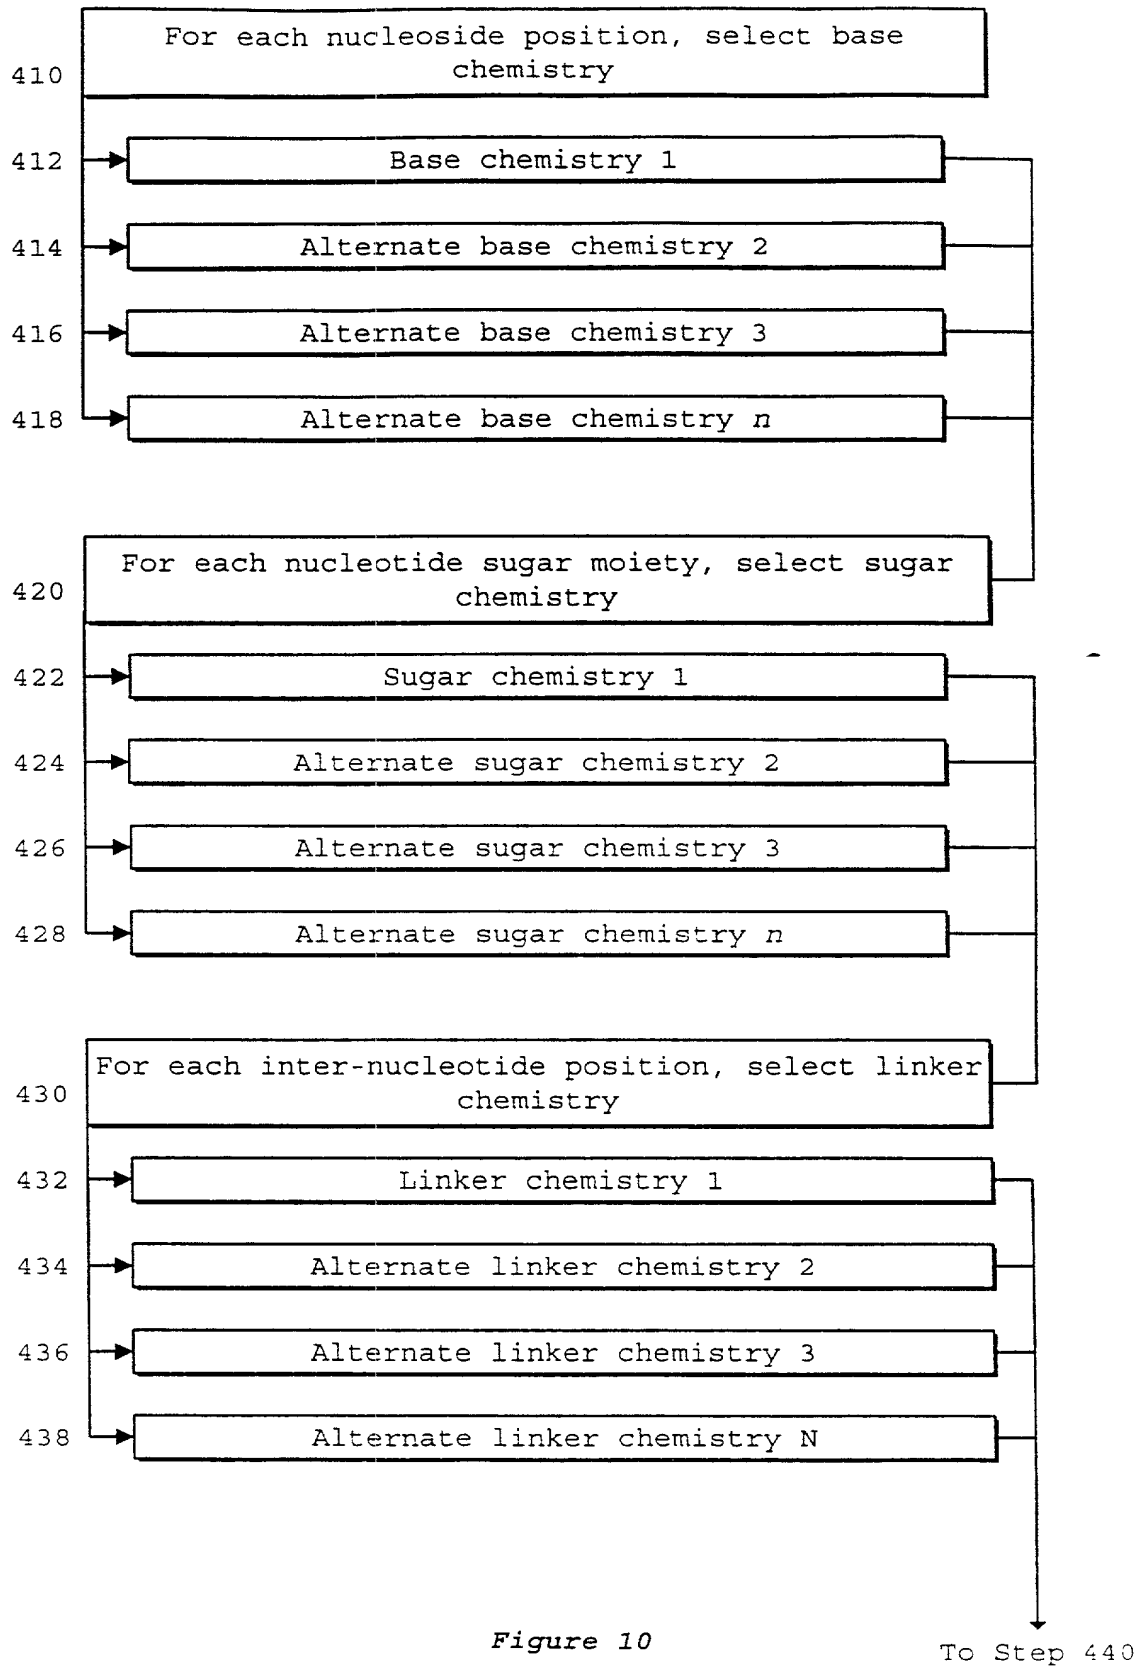 For each nucleoside position, select base
chemistry
410
412 Base chemistry 1
414 Alternate base chemistry 2
416 Alternate base chemistry 3
418 Alternate base chemistry n
For each nucleotide sugar moiety, select sugar
chemistry
420
422 Sugar chemistry 1
424 Alternate sugar chemistry 2
426 Alternate sugar chemistry 3
428 Alternate sugar chemistry n
For each inter-nucleotide position, select linker
chemistry
430
432 Linker chemistry 1
434 Alternate linker chemistry 2
436 Alternate linker chemistry 3
438 Alternate linker chemistry N
Figure 10
To Step 440